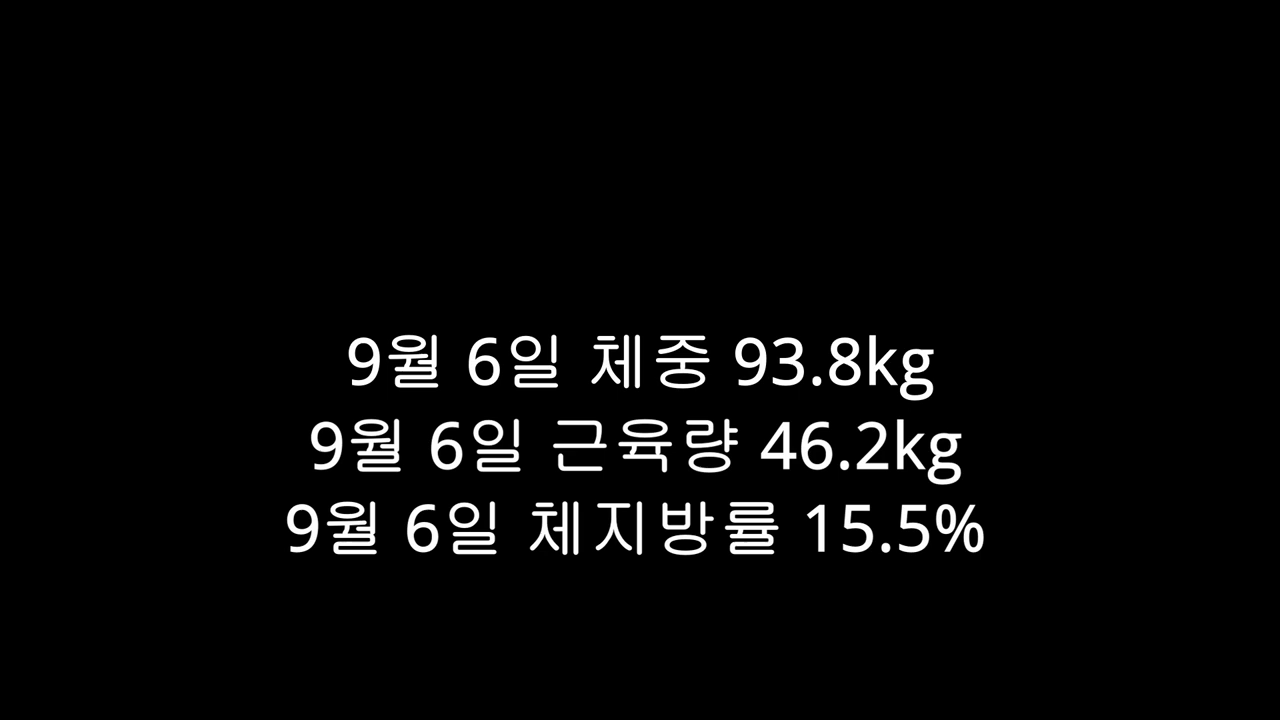 9월 6일 체중 93.8kg
9월 6일 근육량 46.2kg
9월 6일 체지방률 15.5%